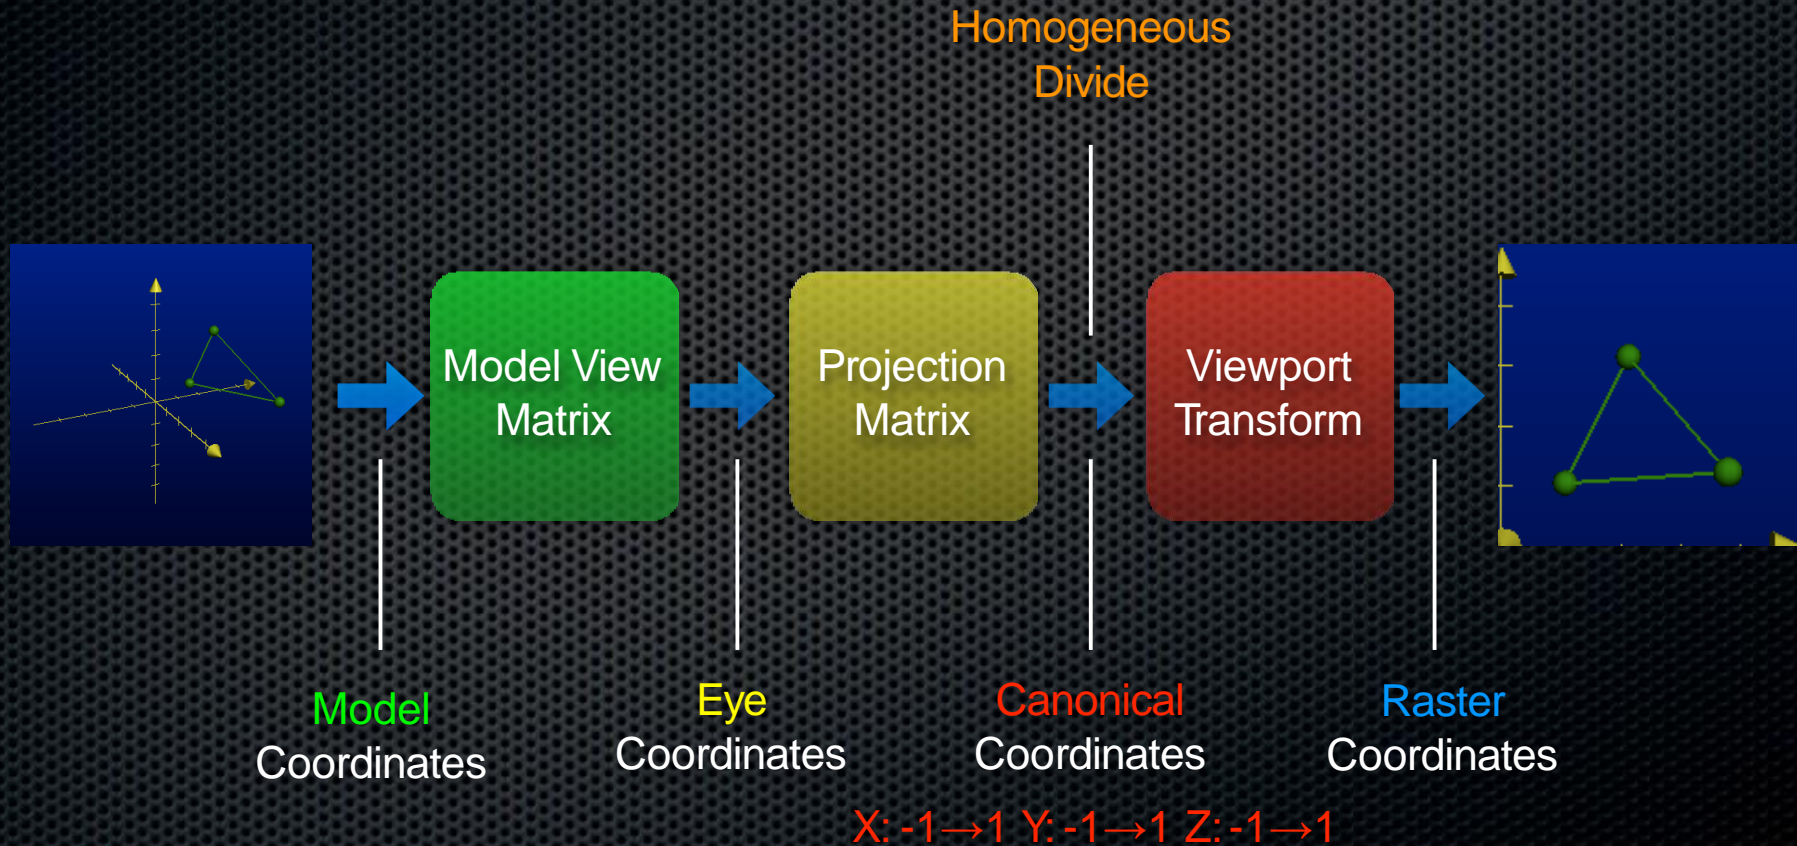 Homogeneous
Divide
Model View
Matrix
Projection
Matrix
Viewport
Transform
Model
Coordinates
Eye
Coordinates
Canonical
Coordinates
Raster
Coordinates
X: -1→1 Y: -1→1 Z: -1→1